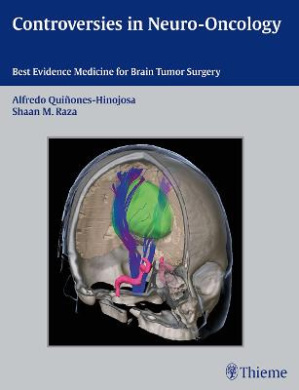 Controversies in Neuro-Oncology
Best Evidence Medicine for Brain Tumor Surgery
Alfredo Quiñones-Hinojosa
Shaan M. Raza
Thieme